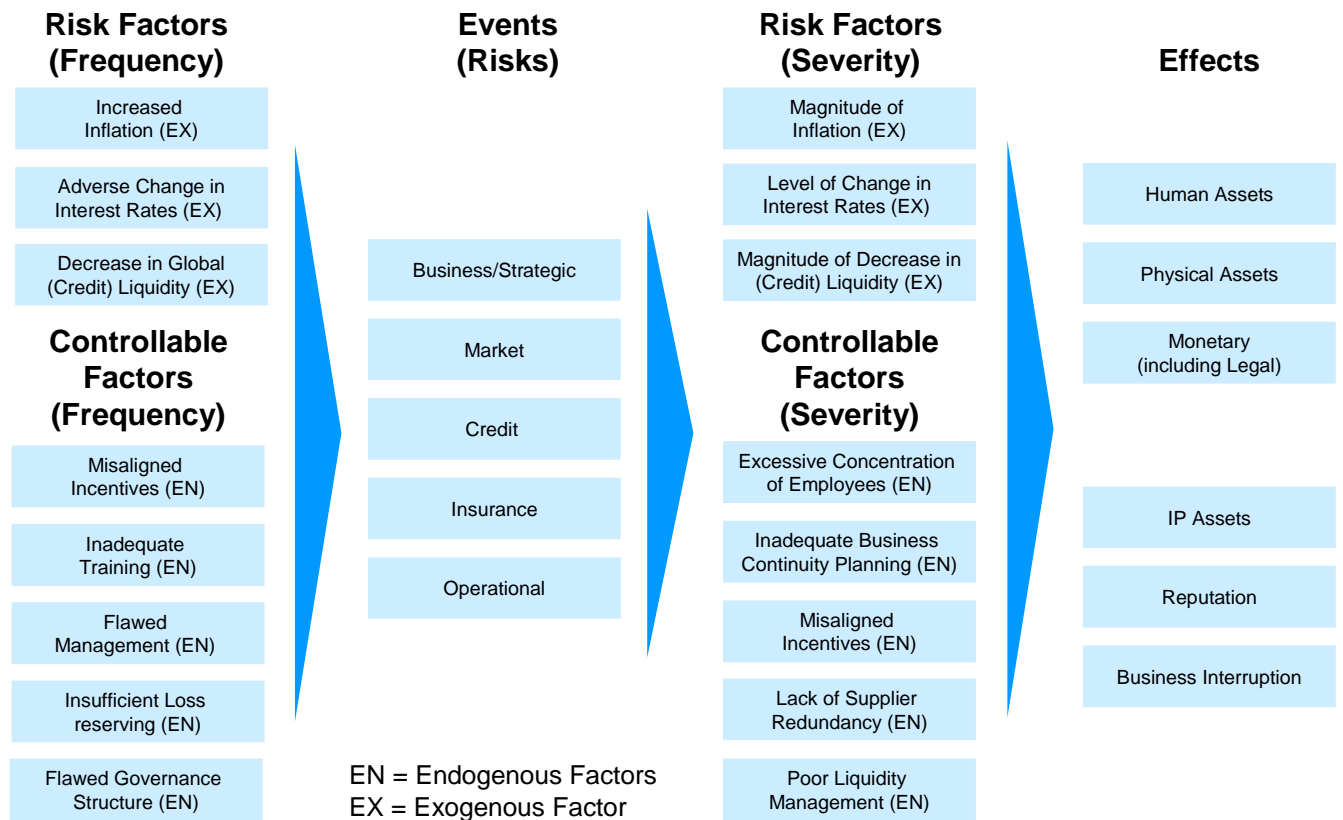 Risk Factors
(Frequency)
Increased
Inflation (EX)
Adverse Change in
Interest Rates (EX)
Decrease in Global
(Credit) Liquidity (EX)
Controllable
Factors
(Frequency)
Misaligned
Incentives (EN)
Inadequate
Training (EN)
Flawed
Management (EN)
Insufficient Loss
reserving (EN)
Flawed Governance
Structure (EN)
Events
(Risks)
Business/Strategic
Market
Credit
Insurance
Operational
EN = Endogenous Factors
EX = Exogenous Factor
Risk Factors
(Severity)
Magnitude of
Inflation (EX)
Level of Change in
Interest Rates (EX)
Magnitude of Decrease in
(Credit) Liquidity (EX)
Controllable
Factors
(Severity)
Excessive Concentration
of Employees (EN)
Inadequate Business
Continuity Planning (EN)
Misaligned
Incentives (EN)
Lack of Supplier
Redundancy (EN)
Poor Liquidity
Management (EN)
Effects
Human Assets
Physical Assets
Monetary
(including Legal)
IP Assets
Reputation
Business Interruption